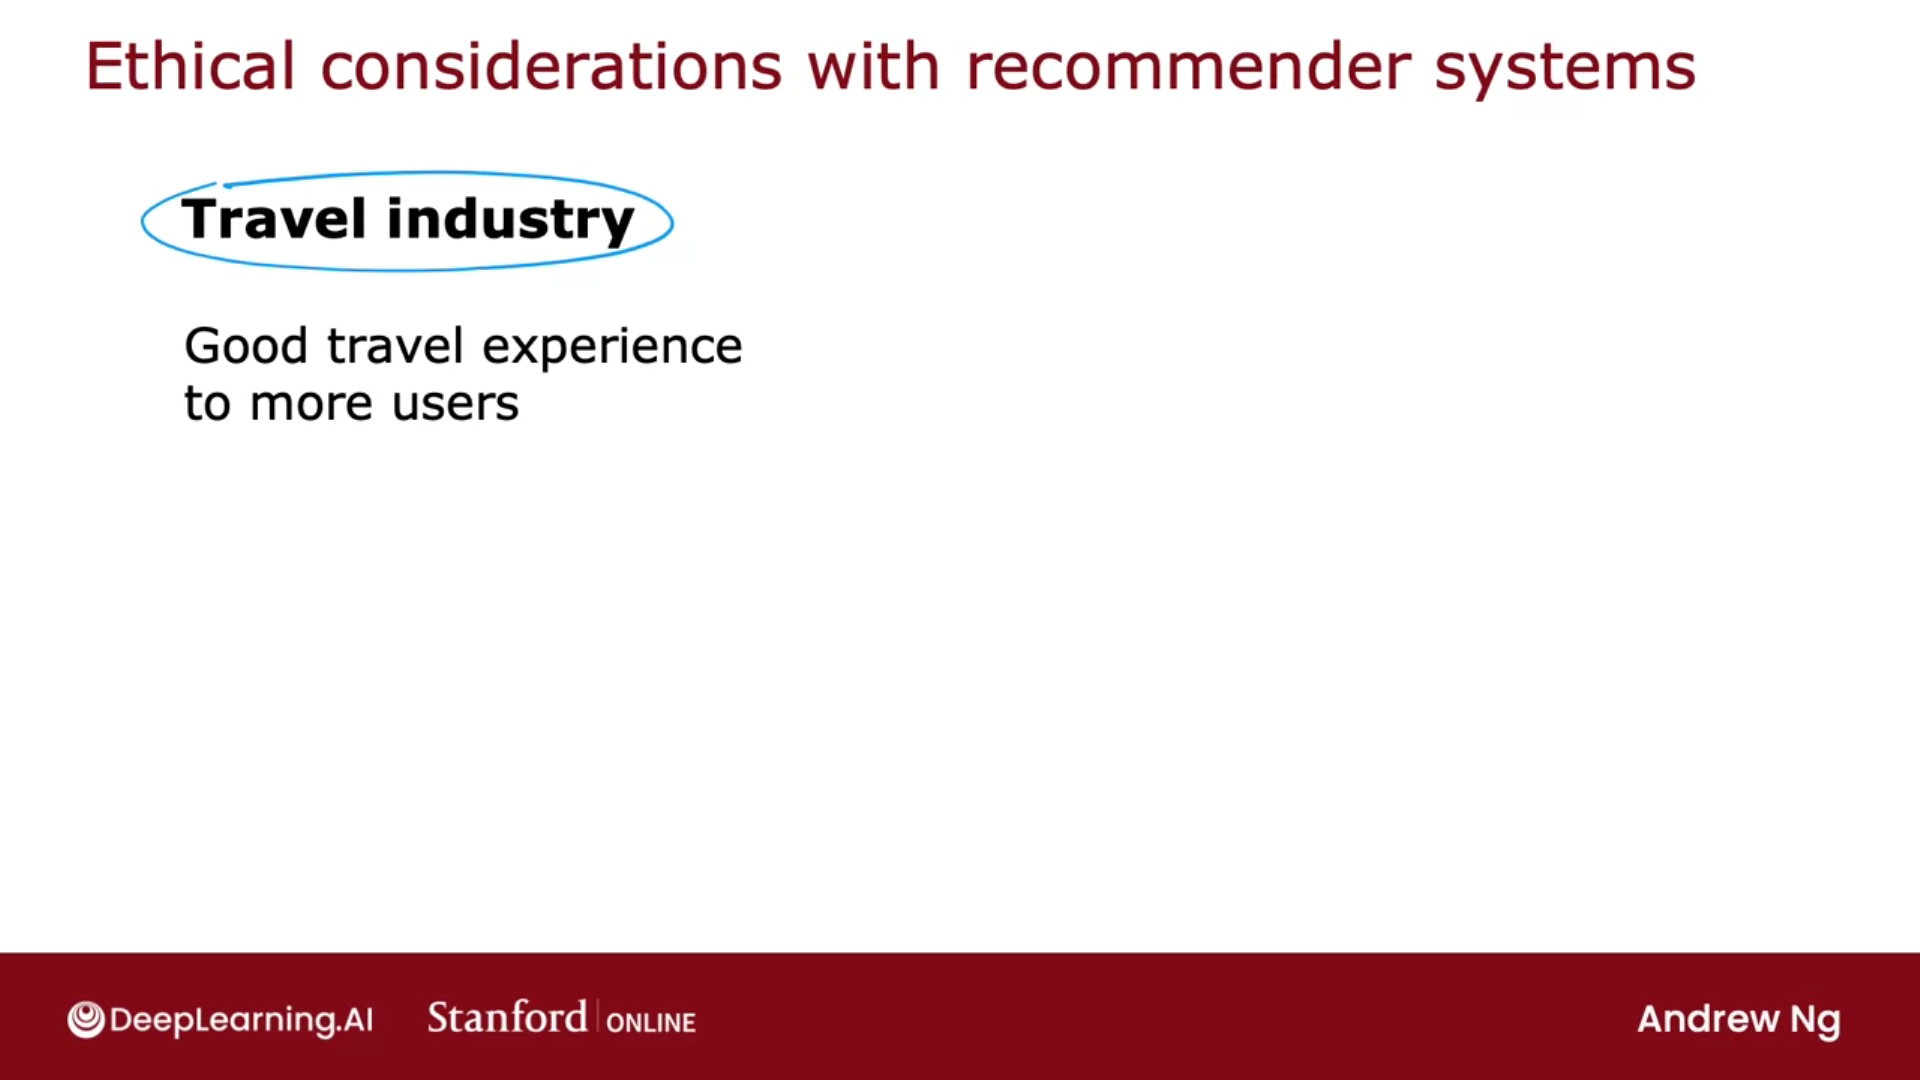 Ethical considerations with recommender systems
Travel industry
Good travel experience
to more users
DeepLearning.AI
Stanford | ONLINE
Andrew Ng